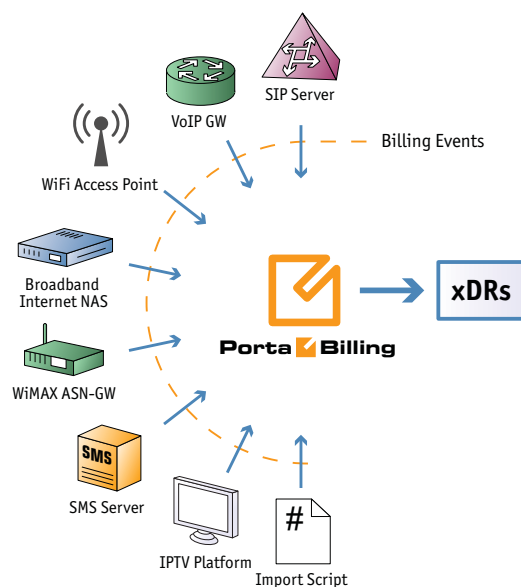 SIP Server
VoIP GW
Billing Events
WiFi Access Point
Broadband
Internet NAS
xDRs
Porta Billing
WiMAX ASN-GW
SMS
SMS Server
#
IPTV Platform
Import Script